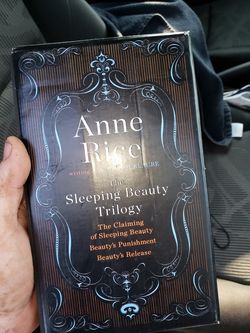 Anne
Rice
The
Sleeping Beauty
Trilogy
The Claiming
of Sleeping Beauty
Beauty's Punishment
Beauty's Release